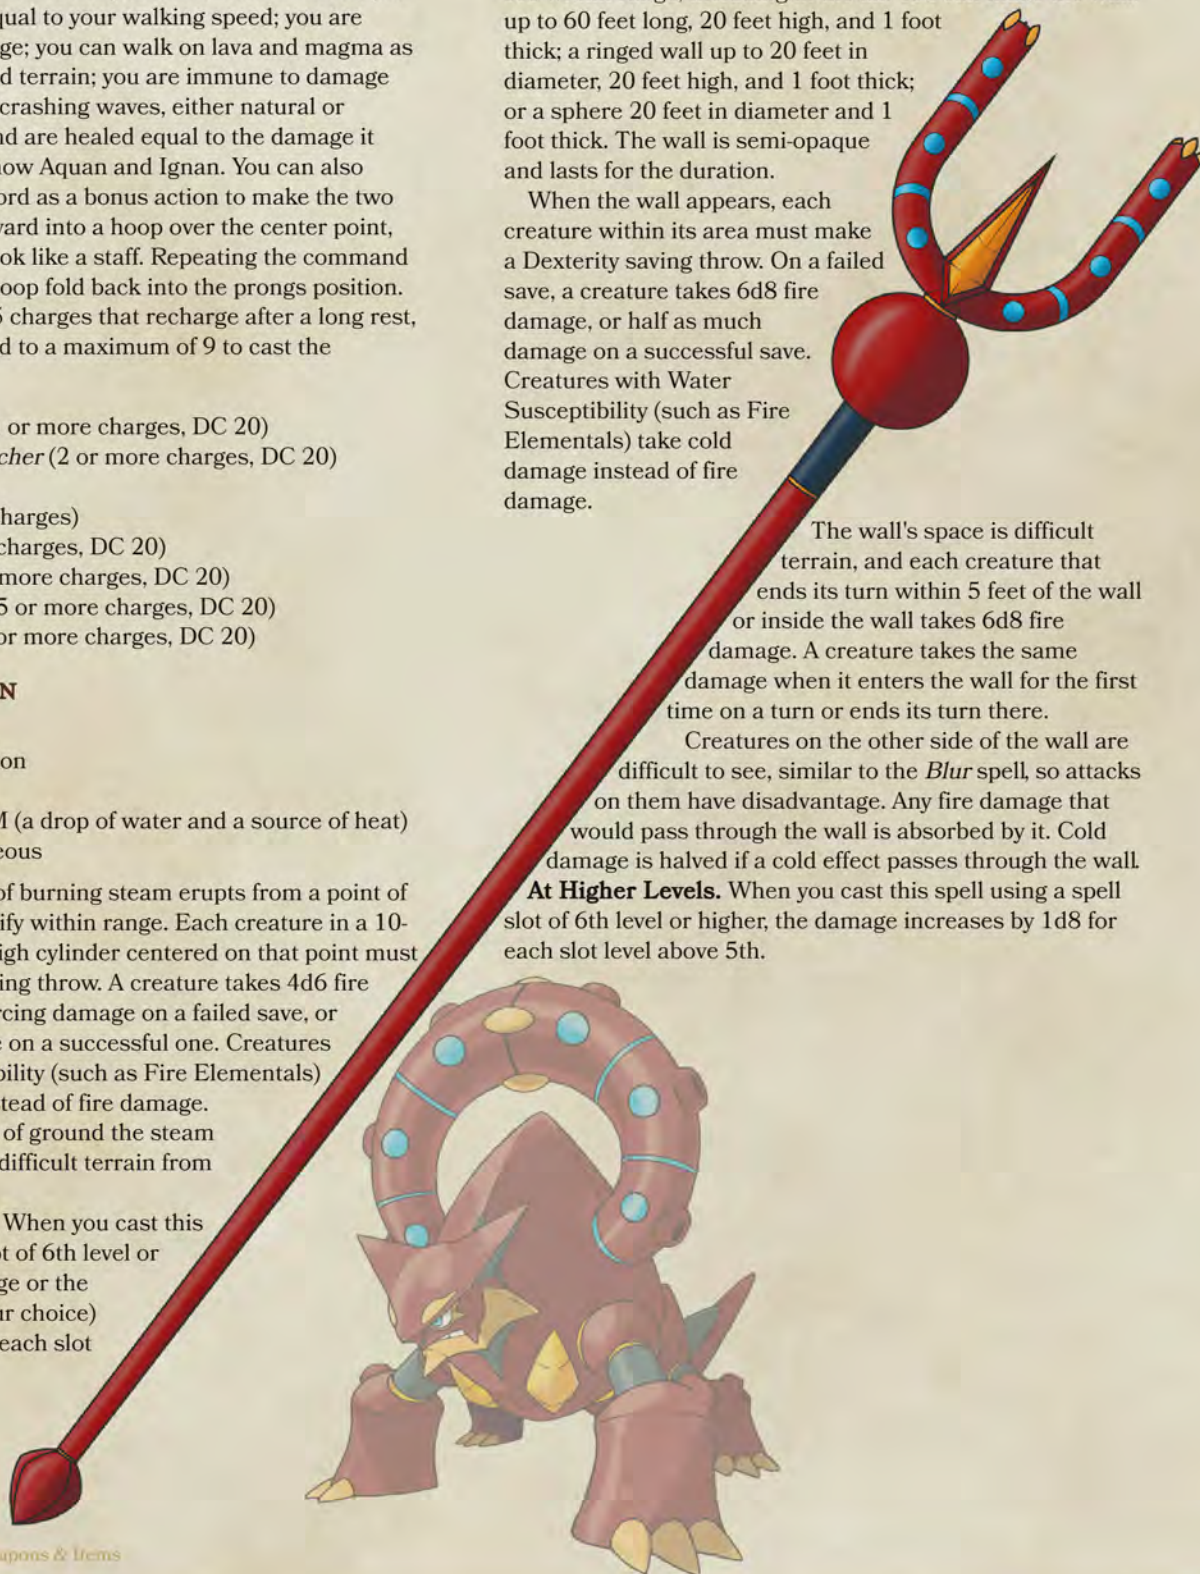 qual to your walking speed; you are
ge; you can walk on lava and magma as
d terrain; you are immune to damage
crashing waves, either natural or
nd are healed equal to the damage it
now Aquan and Ignan. You can also
ord as a bonus action to make the two
ward into a hoop over the center point,
ok like a staff. Repeating the command
oop fold back into the prongs position.
6 charges that recharge after a long rest,
d to a maximum of 9 to cast the
or more charges, DC 20)
cher (2 or more charges, DC 20)
harges)
charges, DC 20)
more charges, DC 20)
5 or more charges, DC 20)
or more charges, DC 20)
N
on
M (a drop of water and a source of heat)
eous
of burning steam erupts from a point of
ify within range. Each creature in a 10-
igh cylinder centered on that point must
ing throw. A creature takes 4d6 fire
rcing damage on a failed save, or
e on a successful one. Creatures
bility (such as Fire Elementals)
stead of fire damage.
of ground the steam
difficult terrain from
When you cast this
ot of 6th level or
ge or the
ur choice)
each slot
up to 60 feet long, 20 feet high, and 1 foot
thick; a ringed wall up to 20 feet in
diameter, 20 feet high, and 1 foot thick;
or a sphere 20 feet in diameter and 1
foot thick. The wall is semi-opaque
and lasts for the duration.
When the wall appears, each
creature within its area must make
a Dexterity saving throw. On a failed
save, a creature takes 6d8 fire
damage, or half as much
damage on a successful save.
Creatures with Water
Susceptibility (such as Fire
Elementals) take cold
damage instead of fire
damage.
The wall's space is difficult
terrain, and each creature that
ends its turn within 5 feet of the wall
or inside the wall takes 6d8 fire
damage. A creature takes the same
damage when it enters the wall for the first
time on a turn or ends its turn there.
Creatures on the other side of the wall are
difficult to see, similar to the Blur spell, so attacks
on them have disadvantage. Any fire damage that
would pass through the wall is absorbed by it. Cold
damage is halved if a cold effect passes through the wall.
At Higher Levels. When you cast this spell using a spell
slot of 6th level or higher, the damage increases by 1d8 for
each slot level above 5th.
apons & Items